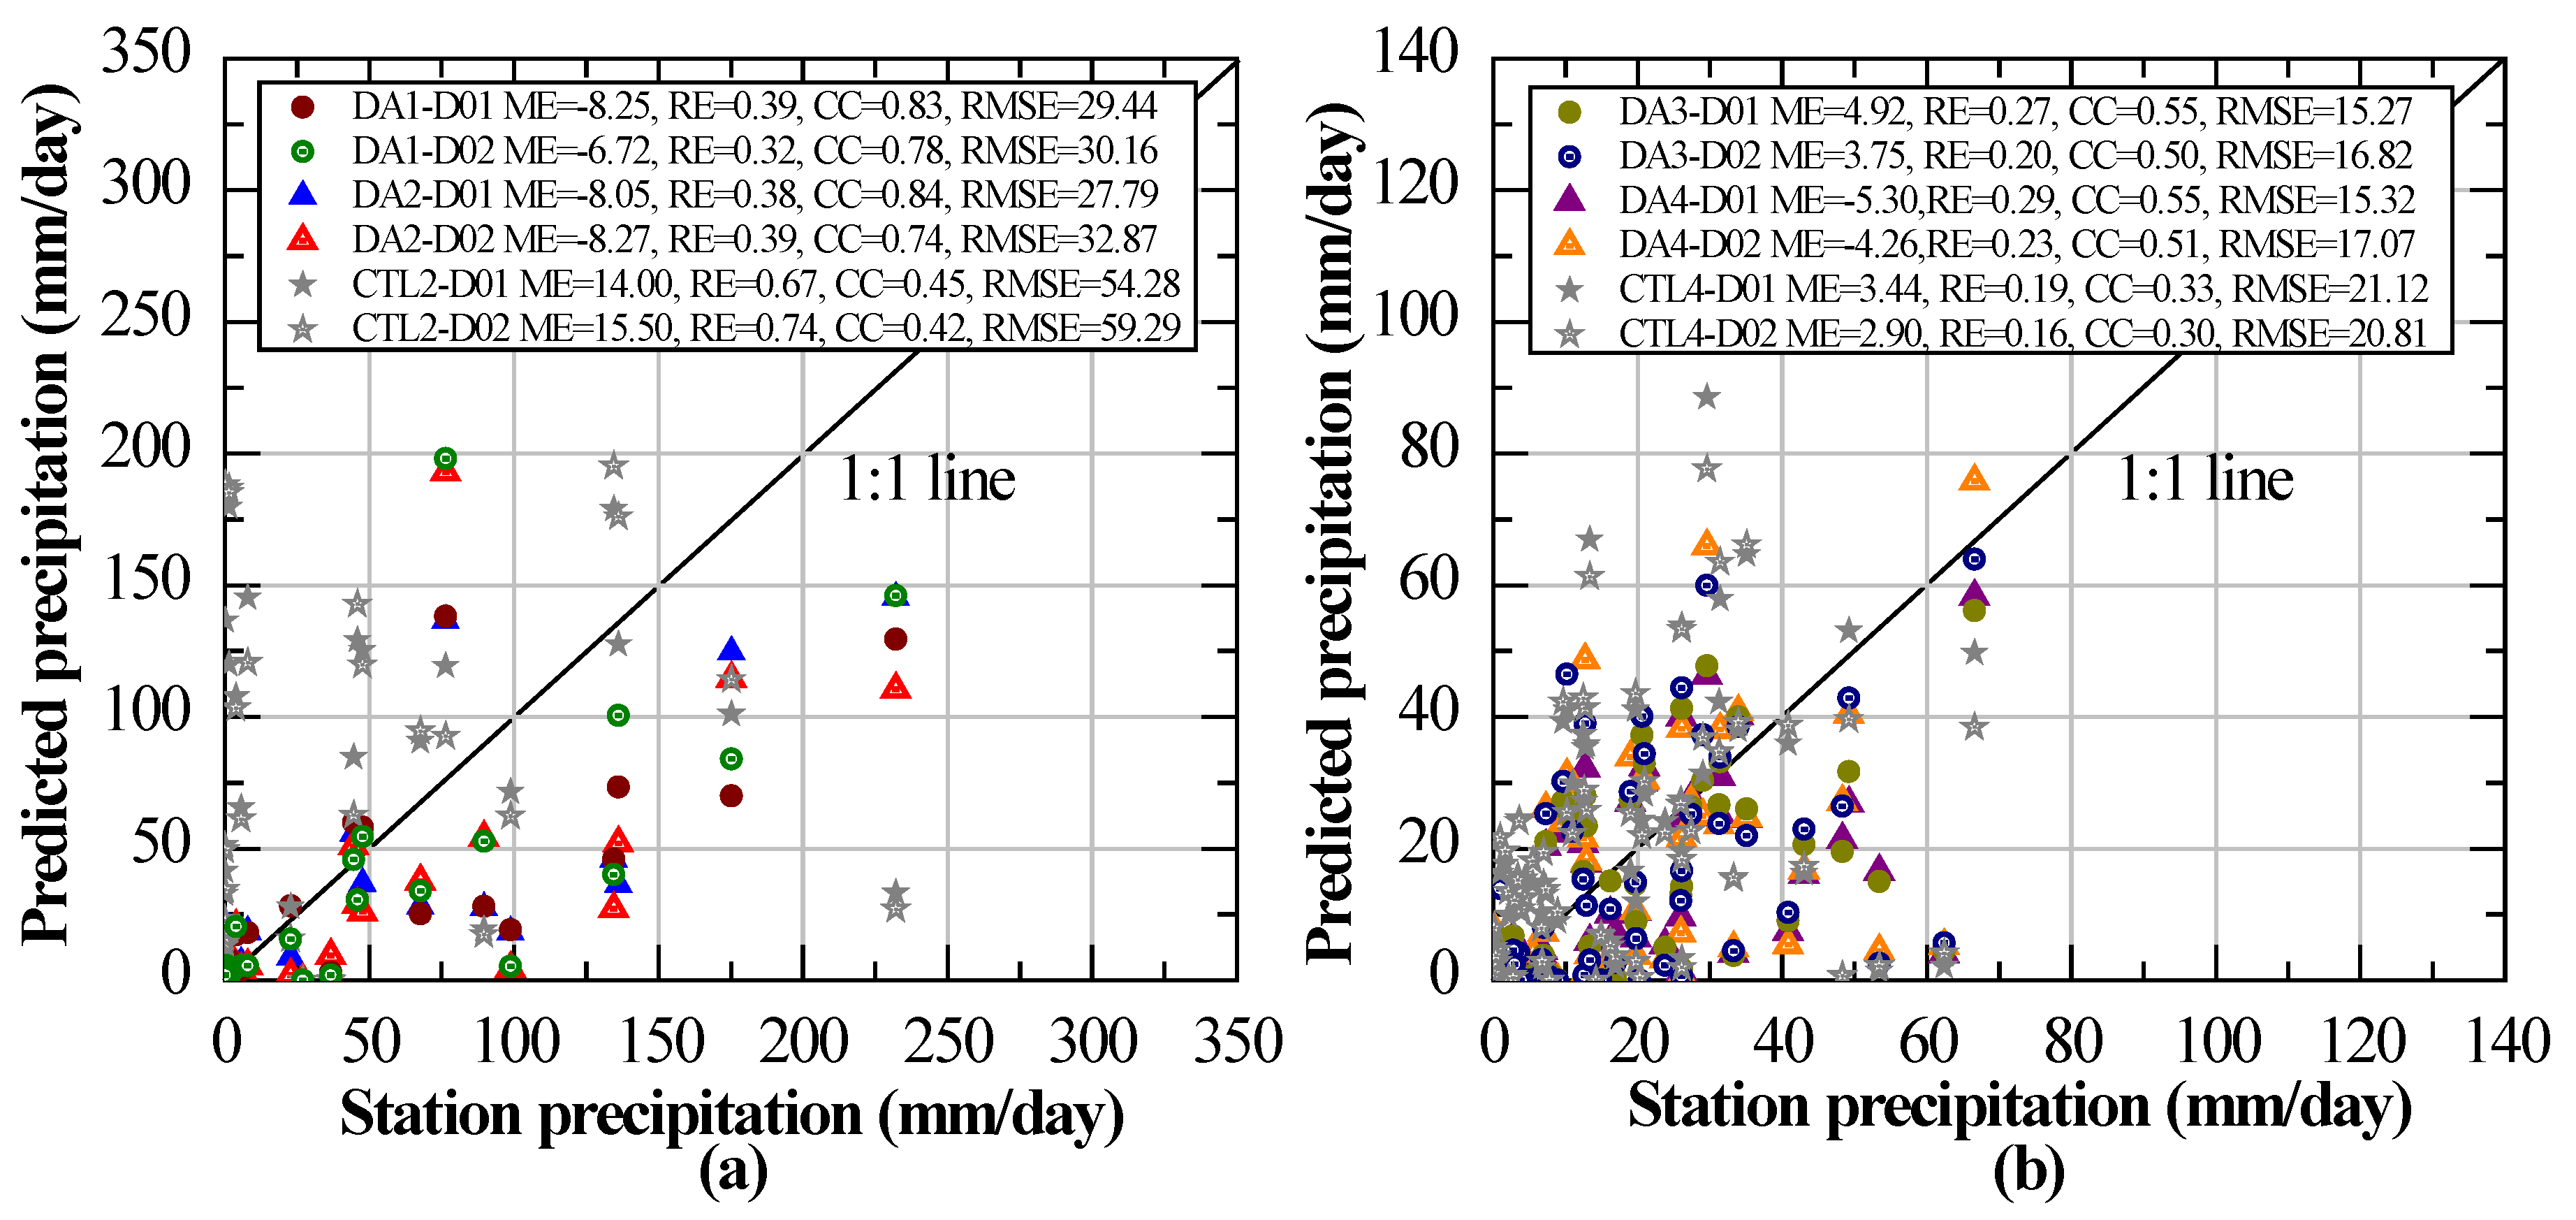 350
300
250
200
150
100
50
0
Predicted precipitation (mm/day)
DA1-D01 ME=-8.25, RE=0.39, CC=0.83, RMSE=29.44
DA1-D02 ME=-6.72, RE=0.32, CC=0.78, RMSE=30.16
DA2-D01 ME=-8.05, RE=0.38, CC=0.84, RMSE=27.79
DA2-D02 ME=-8.27, RE=0.39, CC=0.74, RMSE=32.87
CTL2-D01 ME=14.00, RE=0.67, CC=0.45, RMSE=54.28
CTL2-D02 ME=15.50, RE=0.74, CC=0.42, RMSE=59.29
1:1 line
0 50 100 150 200 250 300 350
Station precipitation (mm/day)
(a)
140
120
100
80
60
40
20
0
Predicted precipitation (mm/day)
DA3-D01 ME=4.92, RE=0.27, CC=0.55, RMSE=15.27
DA3-D02 ME=3.75, RE=0.20, CC=0.50, RMSE=16.82
DA4-D01 ME=-5.30,RE=0.29, CC=0.55, RMSE=15.32
DA4-D02 ME=-4.26,RE=0.23, CC=0.51, RMSE=17.07
CTL4-D01 ME=3.44, RE=0.19, CC=0.33, RMSE=21.12
CTL4-D02 ME=2.90, RE=0.16, CC=0.30, RMSE=20.81
1:1 line
0 20 40 60 80 100 120 140
Station precipitation (mm/day)
(b)